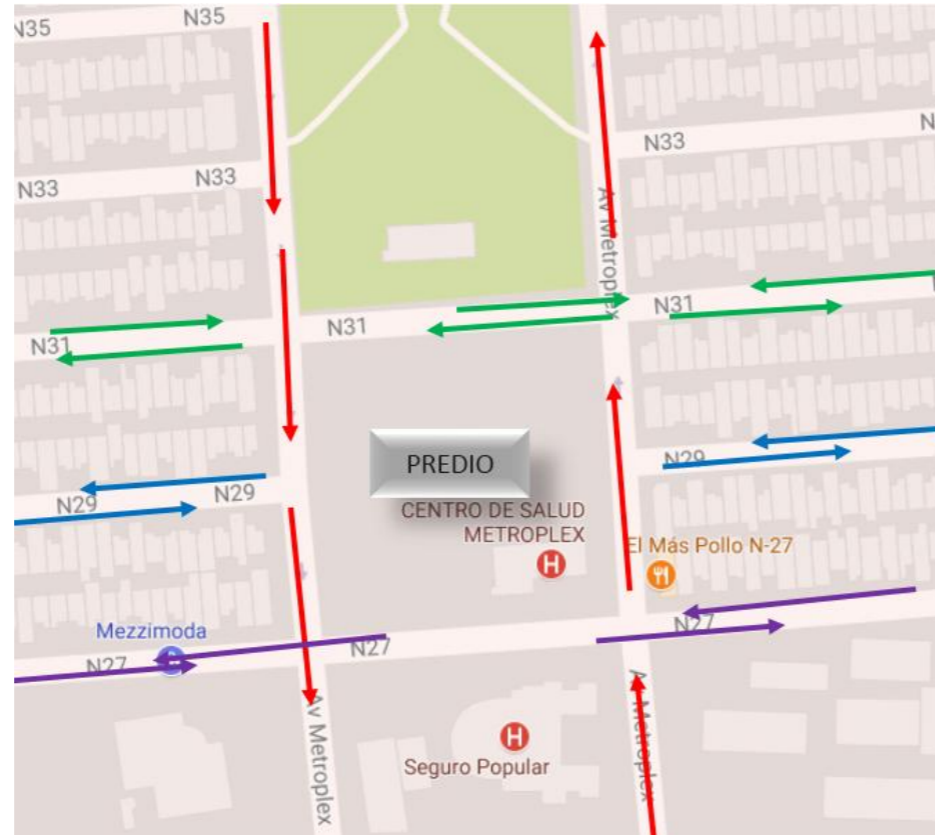 N35
N35
N33
N33
N33
N
Av Metroplex
N31
N31
N31
PREDIO
N29
N29
N29
CENTRO DE SALUD
METROPLEX
H
El Más Pollo N-27
Mezzimoda
N27
N27
N27
Av Metroplex
Av Metroplex
H
Seguro Popular